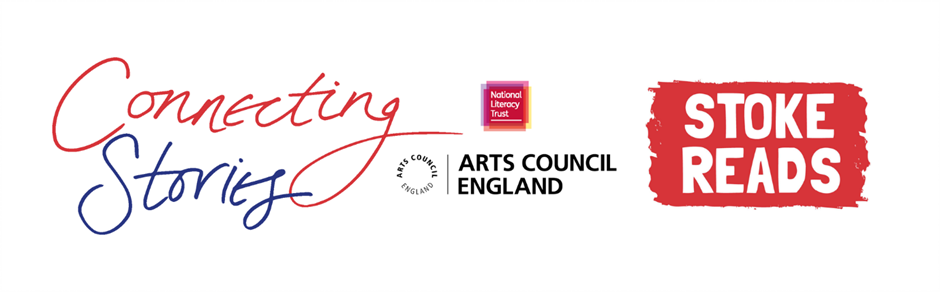 Connecting
Stories
National
Literacy
Trust
ARTS COUNCIL
ENGLAND
ARTS COUNCIL
ENGLAND
STOKE
READS